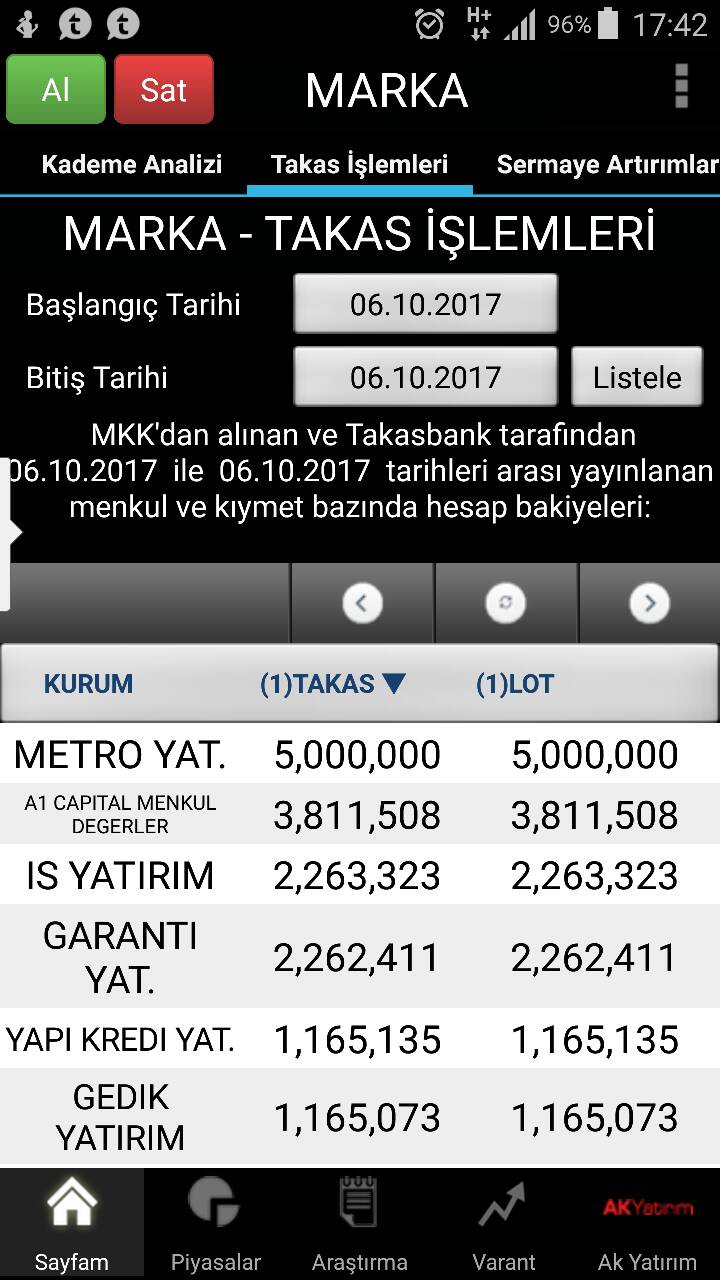 H+ 96% 17:42
Al Sat MARKA
Kademe Analizi Takas İşlemleri Sermaye Artırımlar
MARKA - TAKAS İŞLEMLERİ
Başlangıç Tarihi 06.10.2017
Bitiş Tarihi 06.10.2017 Listele
MKK'dan alınan ve Takasbank tarafından
06.10.2017 ile 06.10.2017 tarihleri arası yayınlanan
menkul ve kıymet bazında hesap bakiyeleri:
KURUM (1)TAKAS ▼ (1)LOT
METRO YAT. 5,000,000 5,000,000
A1 CAPITAL MENKUL
DEGERLER 3,811,508 3,811,508
IS YATIRIM 2,263,323 2,263,323
GARANTI
YAT. 2,262,411 2,262,411
YAPI KREDI YAT. 1,165,135 1,165,135
GEDIK
YATIRIM 1,165,073 1,165,073
AKYatırım
Sayfam Piyasalar Araştırma Varant Ak Yatırım